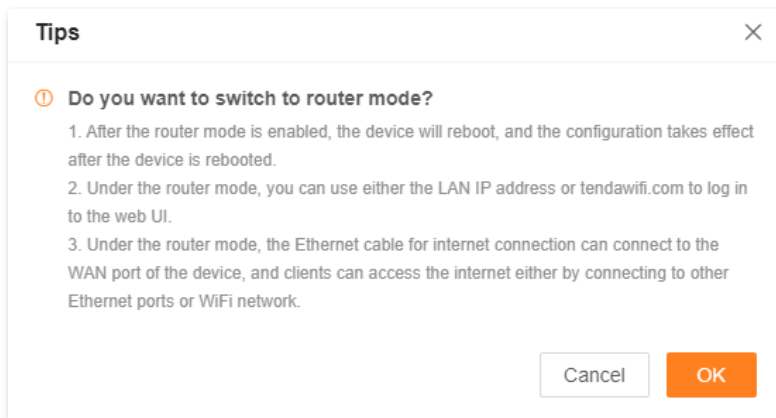 Tips
Do you want to switch to router mode?
1. After the router mode is enabled, the device will reboot, and the configuration takes effect
after the device is rebooted.
2. Under the router mode, you can use either the LAN IP address or tendawifi.com to log in
to the web UI.
3. Under the router mode, the Ethernet cable for internet connection can connect to the
WAN port of the device, and clients can access the internet either by connecting to other
Ethernet ports or WiFi network.
Cancel OK